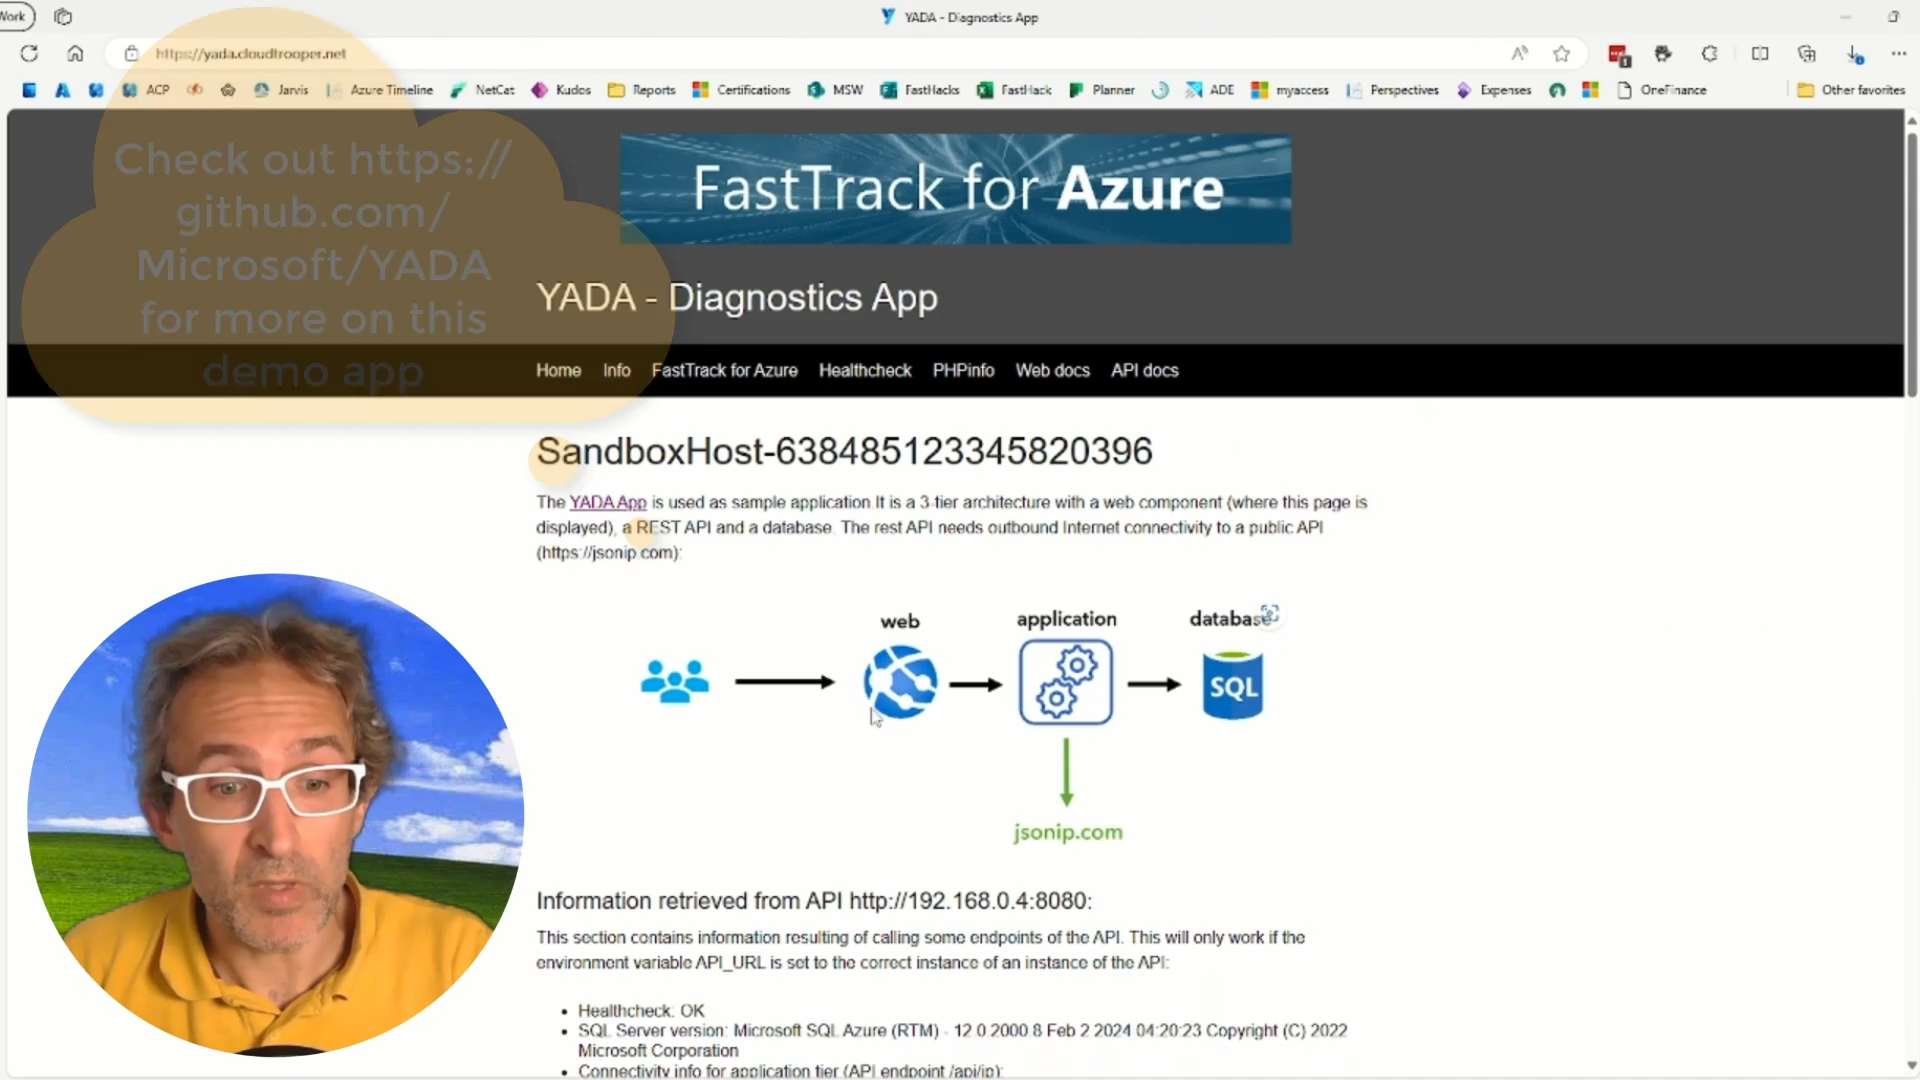 Work
YADA - Diagnostics App
https://yada.cloudtrooper.net
ACP
Jarvis
Azure Timeline
NetCat
Kudos
Reports
Certifications
MSW
FastHacks
FastHack
Planner
ADE
myaccess
Perspectives
Expenses
OneFinance
Other favorites
Check out https://
github.com/
Microsoft/YADA
for more on this
demo app
FastTrack for Azure
YADA - Diagnostics App
Home Info FastTrack for Azure Healthcheck PHPinfo Web docs API docs
SandboxHost-638485123345820396
The YADA App is used as sample application.It is a 3-tier architecture with a web component (where this page is
displayed), a REST API and a database. The rest API needs outbound Internet connectivity to a public API
(https://jsonip.com):
web
application
database
SQL
jsonip.com
Information retrieved from API http://192.168.0.4:8080:
This section contains information resulting of calling some endpoints of the API. This will only work if the
environment variable API_URL is set to the correct instance of an instance of the API:
• Healthcheck: OK
• SQL Server version: Microsoft SQL Azure (RTM) - 12.0.2000.8 Feb 2 2024 04:20:23 Copyright (C) 2022
Microsoft Corporation
• Connectivity info for application tier (API endpoint /api/ip):